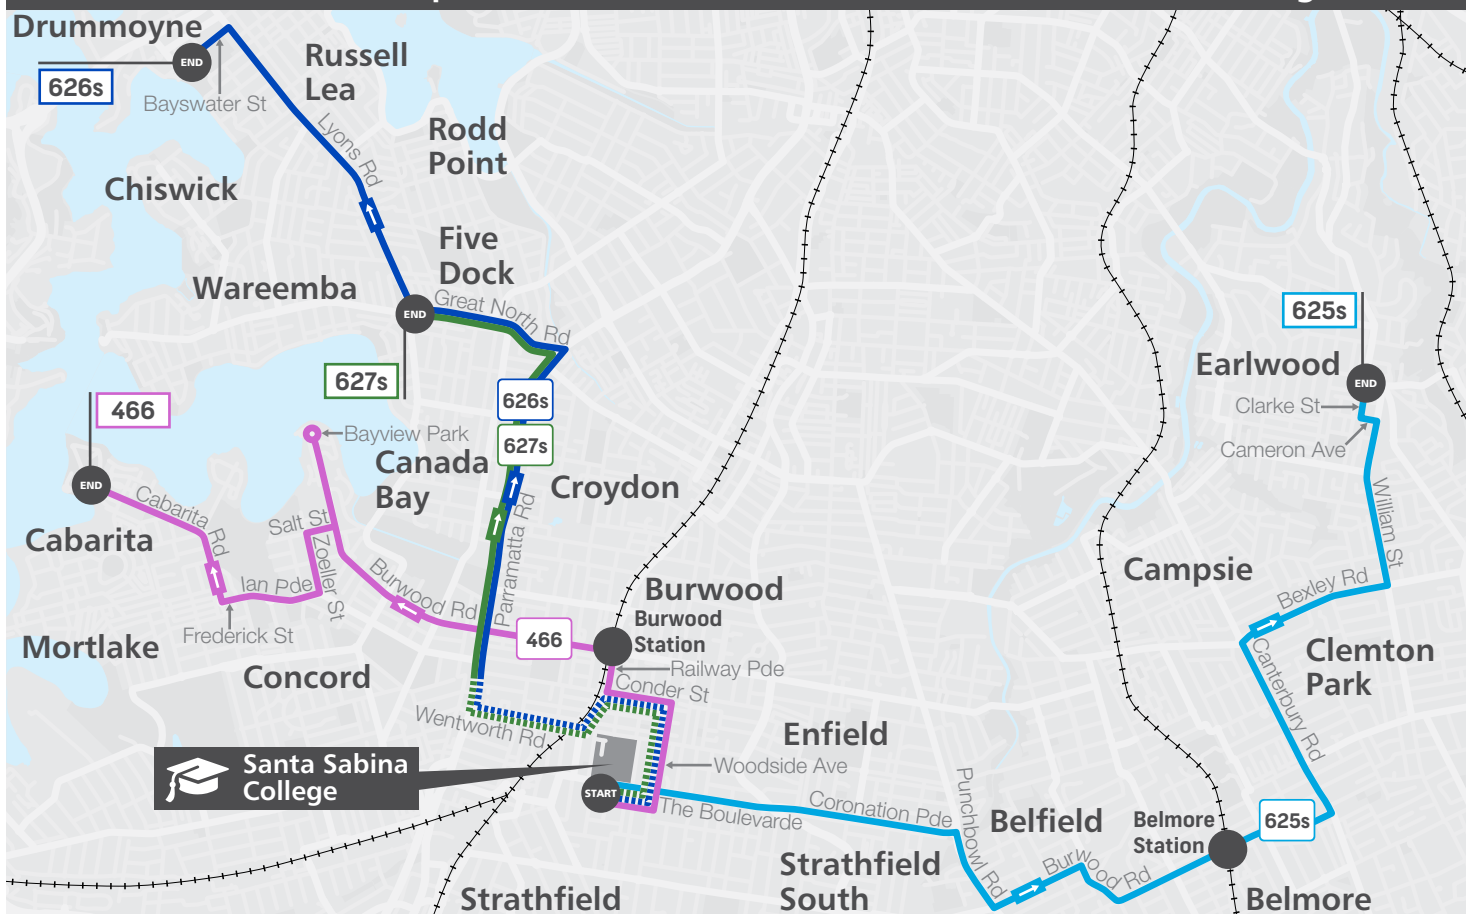 Drummoyne
END
626s
Bayswater St
Russell
Lea
Lyons Rd
Rodd
Point
Chiswick
Five
Dock
Wareemba
END
Great North Rd
627s
626s
627s
466
END
Bayview Park
Canada
Bay
Croydon
Cabarita Rd
Cabarita
Salt St
Zoeller St
Ian Pde
Frederick St
Burwood Rd
Parramatta Rd
Mortlake
Concord
466
Burwood
Burwood
Station
Railway Pde
Conder St
Wentworth Rd
Santa Sabina
College
START
Woodside Ave
Enfield
The Boulevarde
Coronation Pde
Punchbowl Rd
Strathfield
Strathfield
South
Belfield
Burwood Rd
Belmore
Station
625s
Belmore
Canterbury Rd
Clemton
Park
Bexley Rd
Campsie
William St
Cameron Ave
Clarke St
Earlwood
END
625s